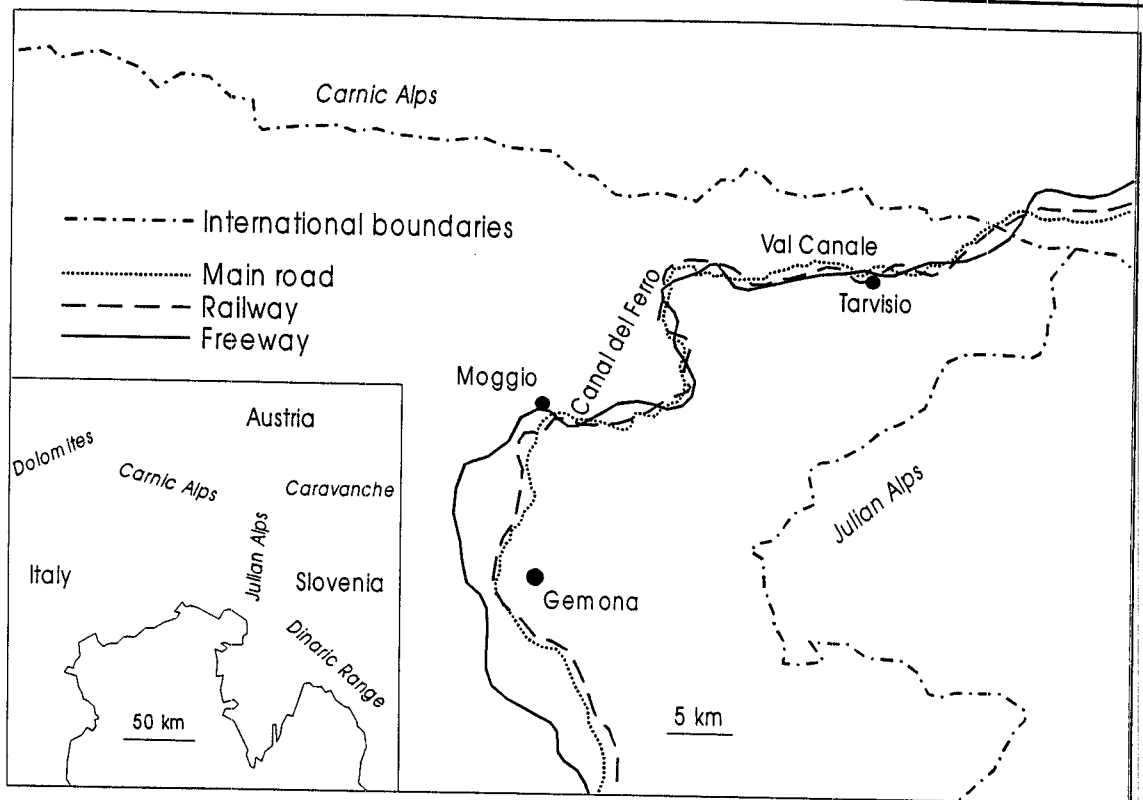 Carnic Alps
International boundaries
Val Canale
Main road
Railway
Freeway
Tarvisio
Canal del Ferro
Moggio
Austria
Dolomites
Carnic Alps
Caravanche
Julian Alps
Julian Alps
Italy
Slovenia
Gemona
Dinaric Range
50 km
5 km